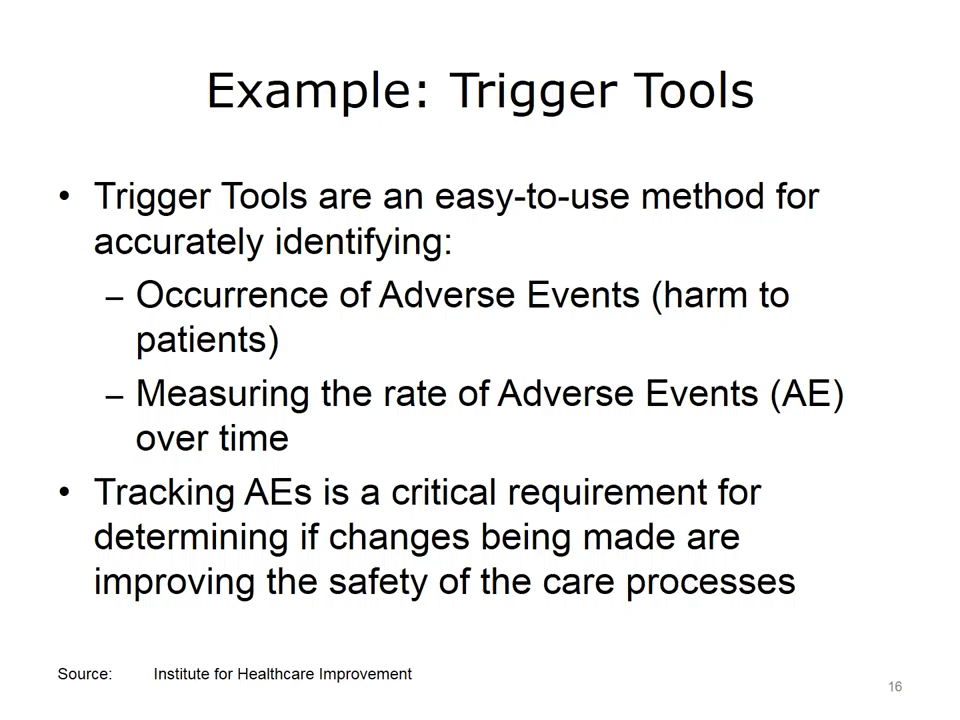 Example: Trigger Tools
• Trigger Tools are an easy-to-use method for
accurately identifying:
– Occurrence of Adverse Events (harm to
patients)
– Measuring the rate of Adverse Events (AE)
over time
• Tracking AEs is a critical requirement for
determining if changes being made are
improving the safety of the care processes
Source: Institute for Healthcare Improvement
16